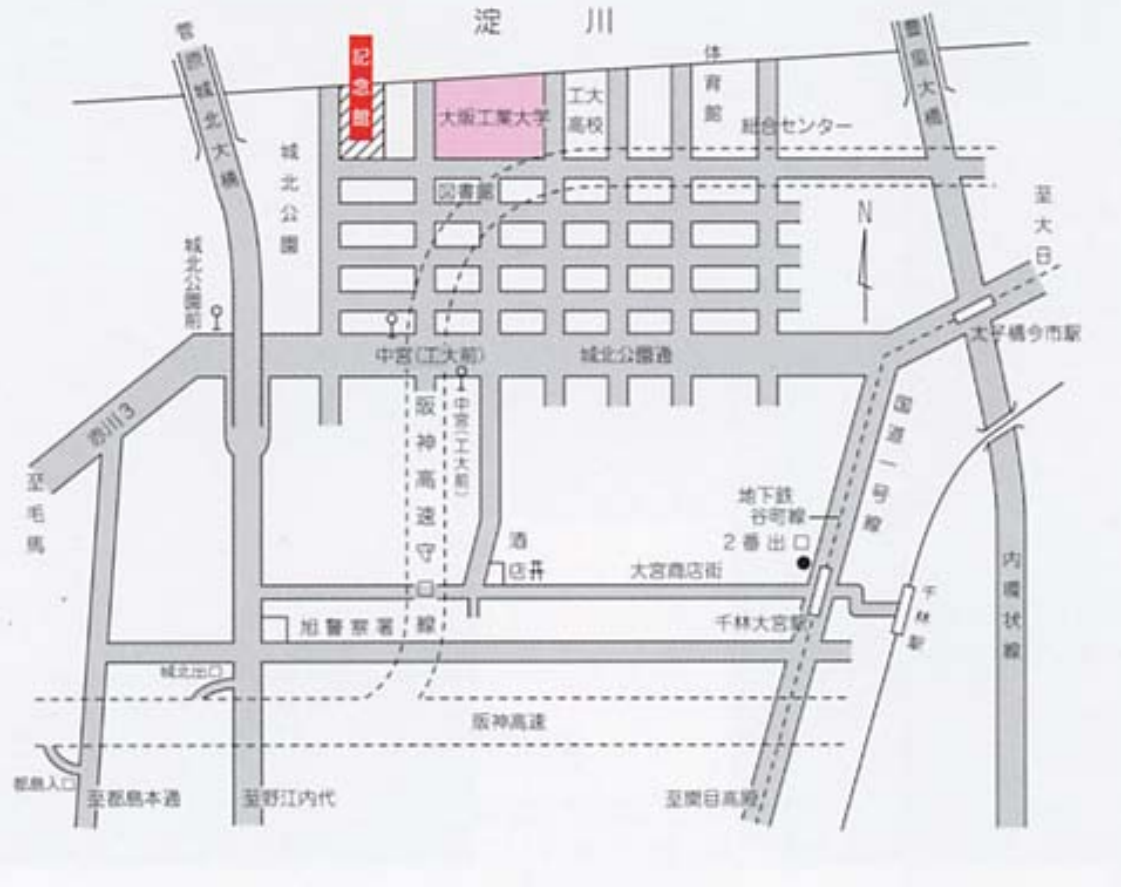 淀川
菅原城北大橋
記念館
大阪工業大学
工大
高校
体育館
総合センター
豊里大橋
城北公園
図書館
N
至大日
城北公園前
太子橋今市駅
中宮(工大前)
城北公園通
赤川3
阪神高速守口線
中宮(工大前)
国道一号線
至毛馬
地下鉄
谷町線
2番出口
酒
店
大宮商店街
内環状線
千林駅
旭警察署
千林大宮駅
城北出口
阪神高速
都島入口
至都島本通
至野江内代
至関目高殿